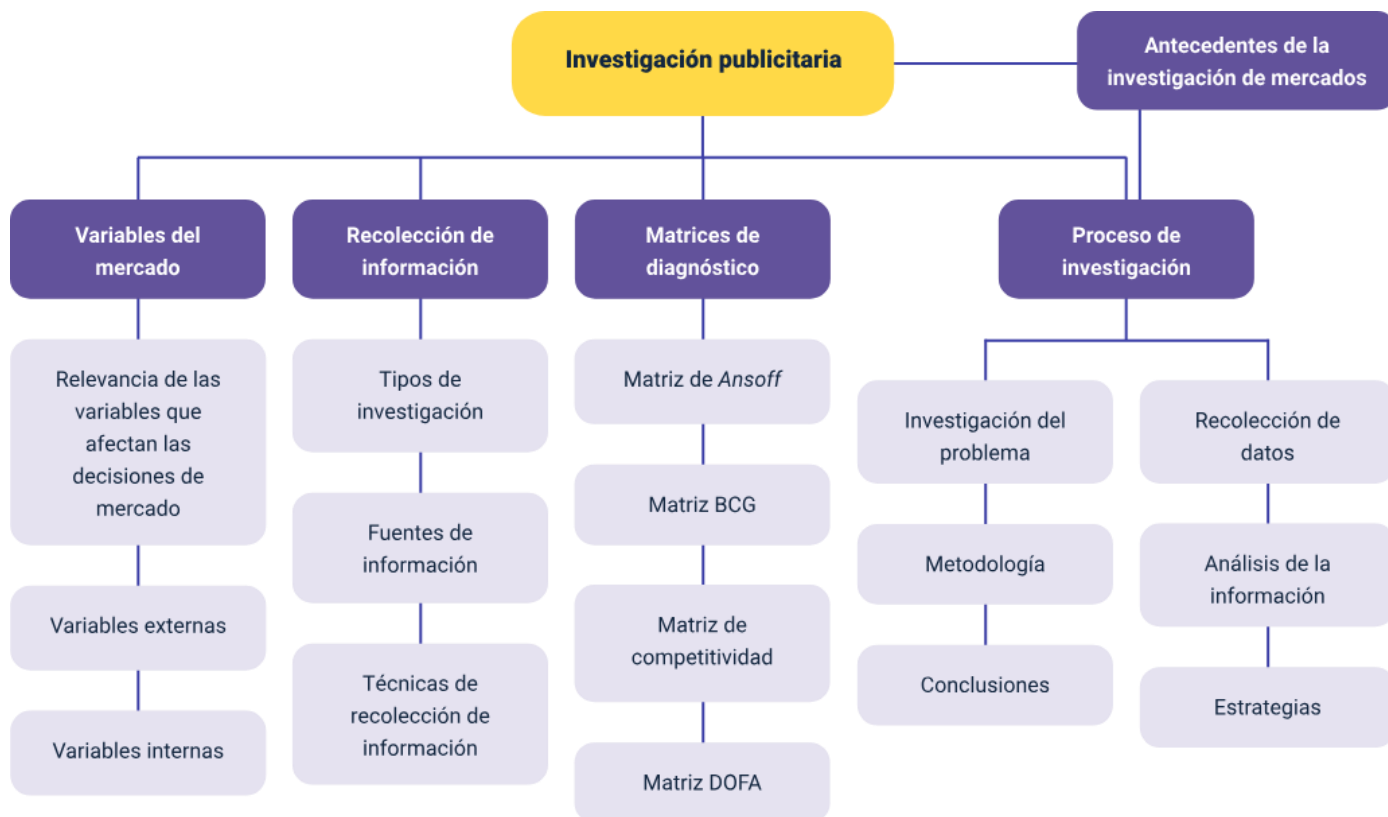 Investigación publicitaria
Antecedentes de la
investigación de mercados
Variables del
mercado
Relevancia de las
variables que
afectan las
decisiones de
mercado
Variables externas
Variables internas
Recolección de
información
Tipos de
investigación
Fuentes de
información
Técnicas de
recolección de
información
Matrices de
diagnóstico
Matriz de Ansoff
Matriz BCG
Matriz de
competitividad
Matriz DOFA
Proceso de
investigación
Investigación del
problema
Metodología
Conclusiones
Recolección de
datos
Análisis de la
información
Estrategias